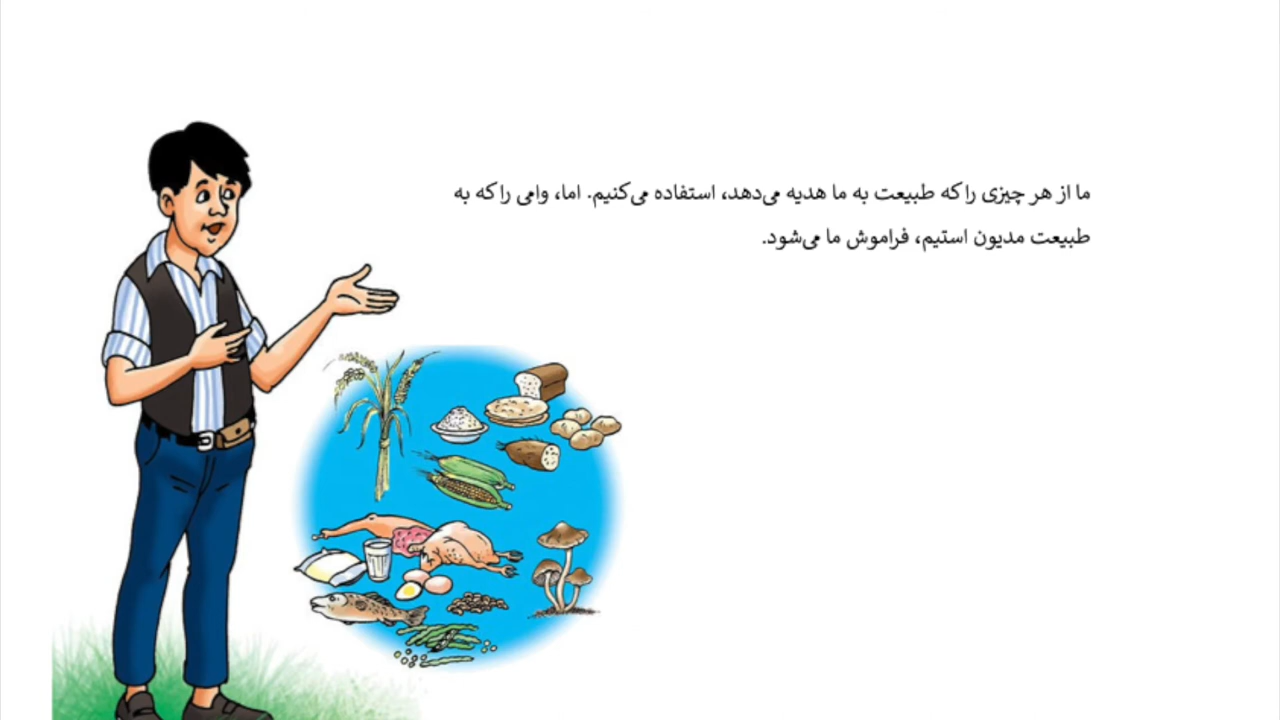 ما از هر چیزی را که طبیعت به ما هدیه می‌دهد، استفاده می‌کنیم. اما، وامی را که به
طبیعت مدیون استیم، فراموش ما می‌شود.